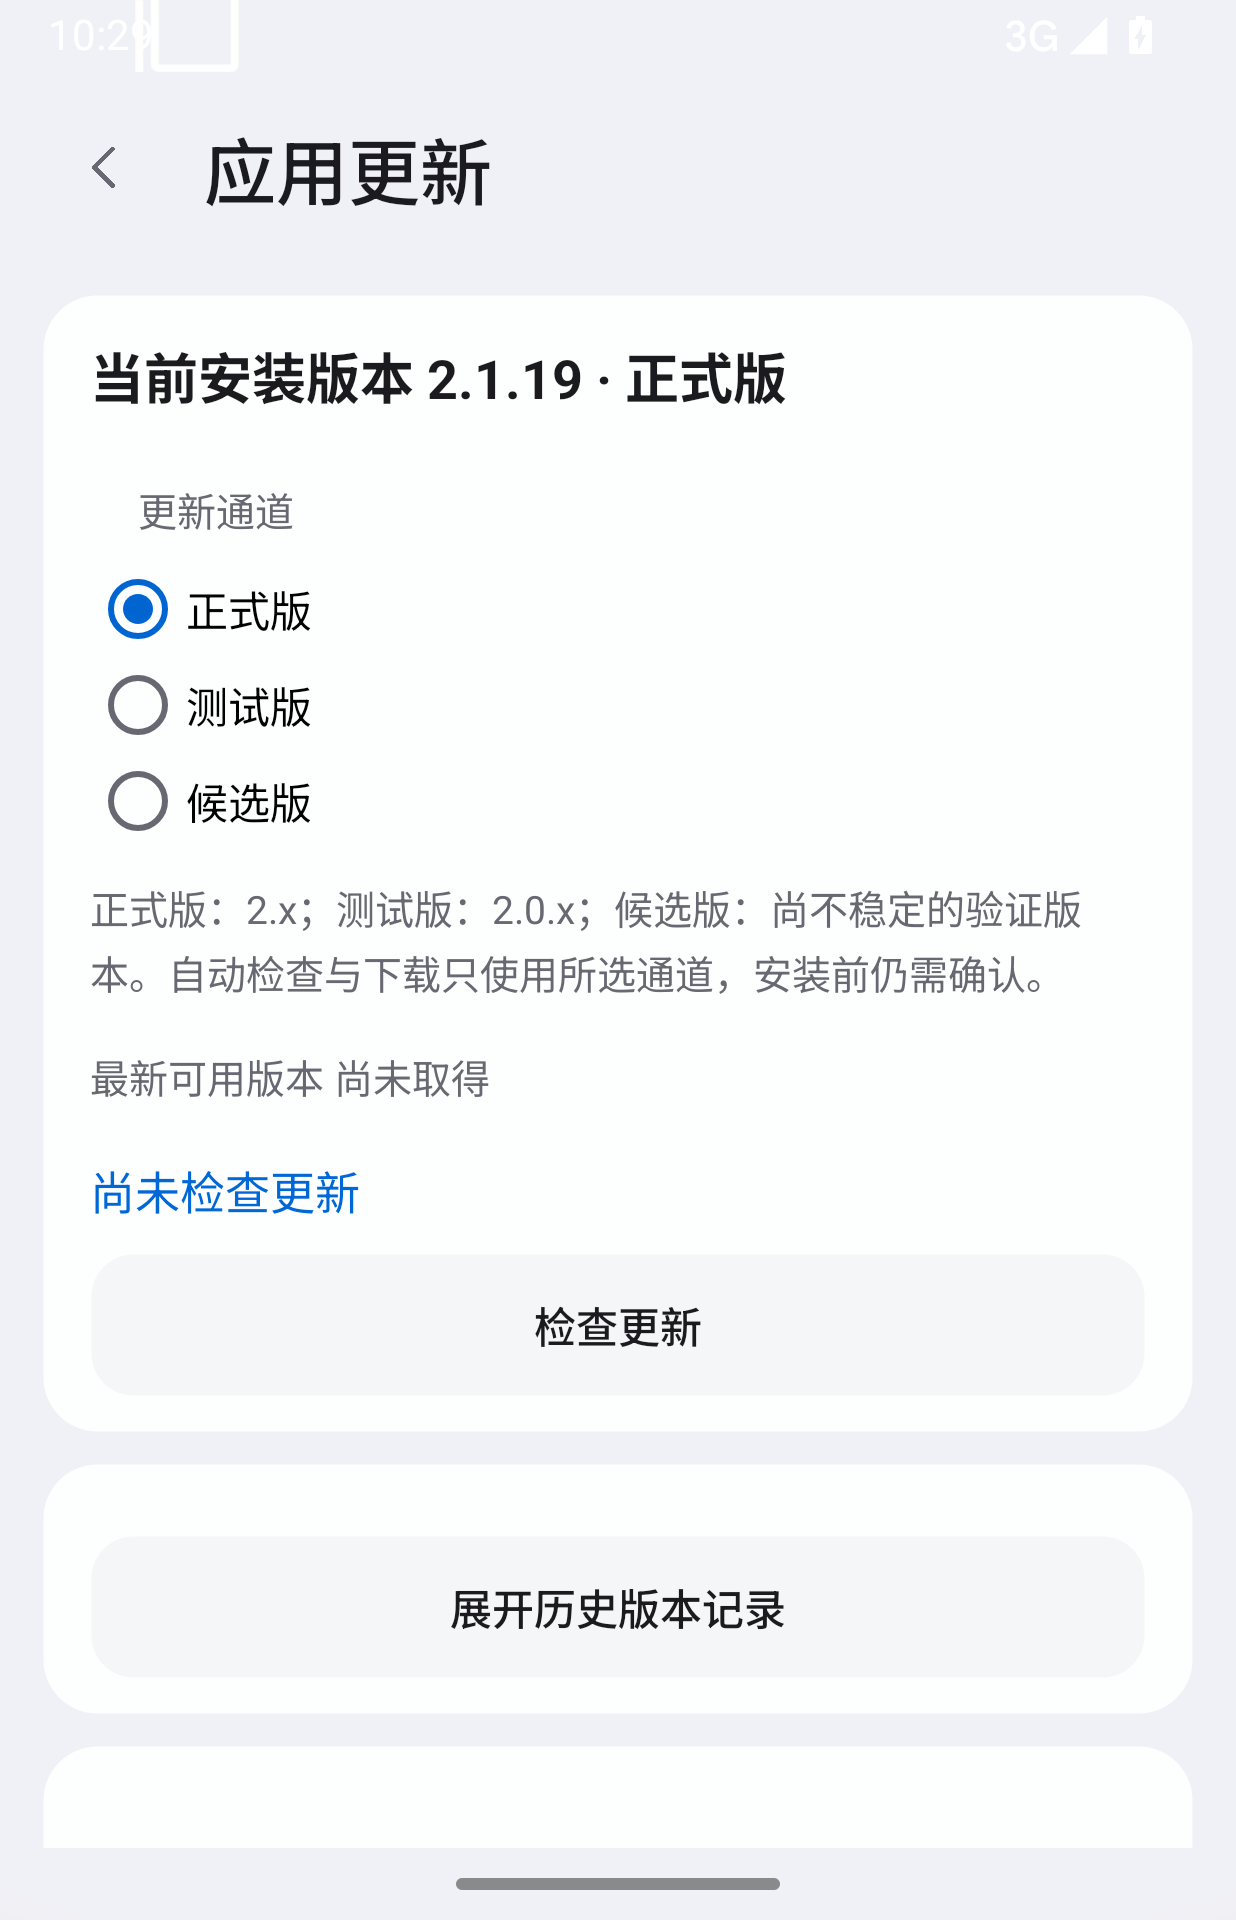 10:29
3G
应用更新
当前安装版本 2.1.19 · 正式版
更新通道
正式版
测试版
候选版
正式版：2.x；测试版：2.0.x；候选版：尚不稳定的验证版
本。自动检查与下载只使用所选通道，安装前仍需确认。
最新可用版本 尚未取得
尚未检查更新
检查更新
展开历史版本记录